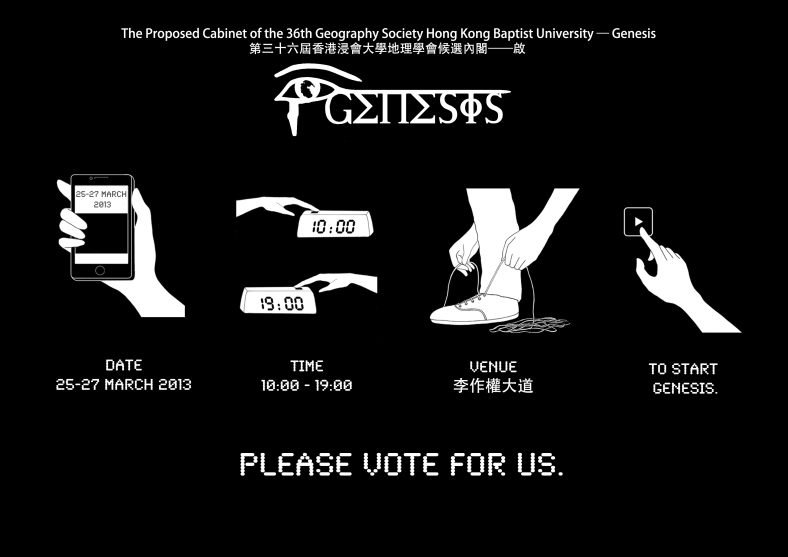 The Proposed Cabinet of the 36th Geography Society Hong Kong Baptist University — Genesis
第三十六屆香港浸會大學地理學會候選內閣——啟
GΣΠΣSΦS
25-27 MARCH
2013
10:00
19:00
DATE
25-27 MARCH 2013
TIME
10:00 - 19:00
VENUE
李作權大道
TO START
GENESIS.
PLEASE VOTE FOR US.